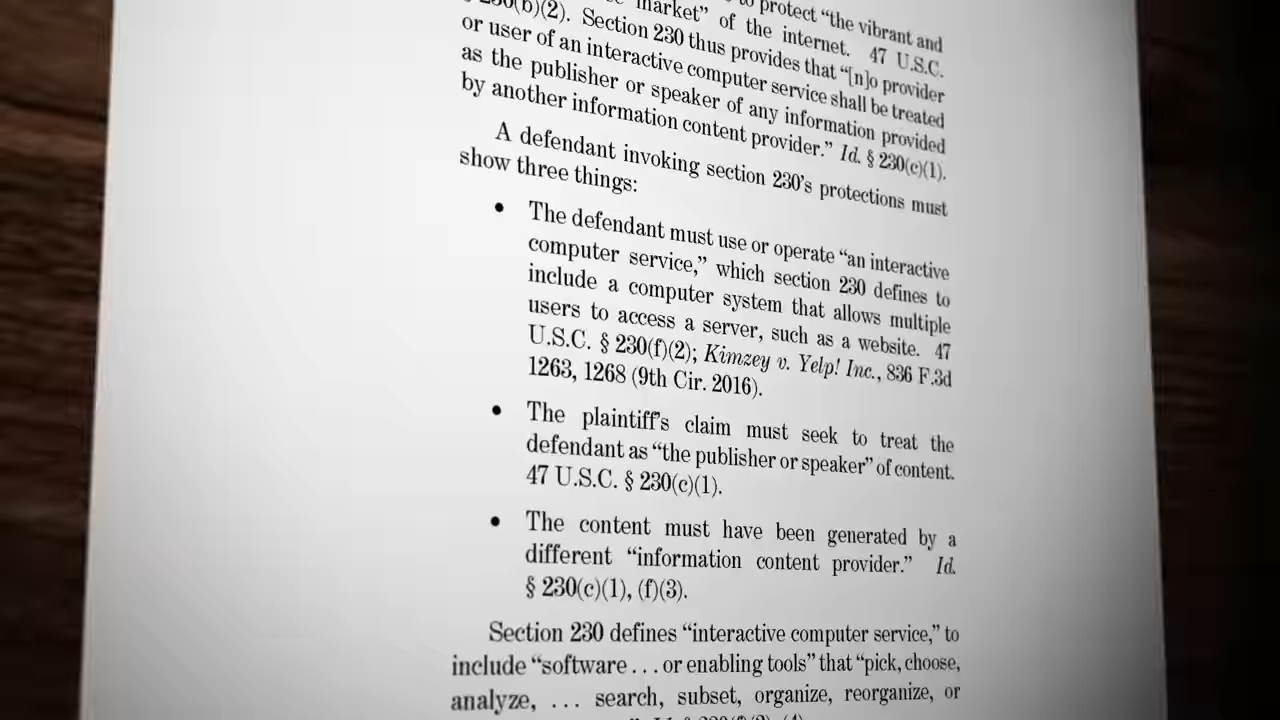 to protect “the vibrant and
market” of the internet. 47 U.S.C.
§ 230(b)(2). Section 230 thus provides that “[n]o provider
or user of an interactive computer service shall be treated
as the publisher or speaker of any information provided
by another information content provider.” Id. § 230(c)(1).
A defendant invoking section 230’s protections must
show three things:
• The defendant must use or operate “an interactive
computer service,” which section 230 defines to
include a computer system that allows multiple
users to access a server, such as a website. 47
U.S.C. § 230(f)(2); Kimzey v. Yelp! Inc., 836 F.3d
1263, 1268 (9th Cir. 2016).
• The plaintiff’s claim must seek to treat the
defendant as “the publisher or speaker” of content.
47 U.S.C. § 230(c)(1).
• The content must have been generated by a
different “information content provider.” Id.
§ 230(c)(1), (f)(3).
Section 230 defines “interactive computer service,” to
include “software . . . or enabling tools” that “pick, choose,
analyze, . . . search, subset, organize, reorganize, or